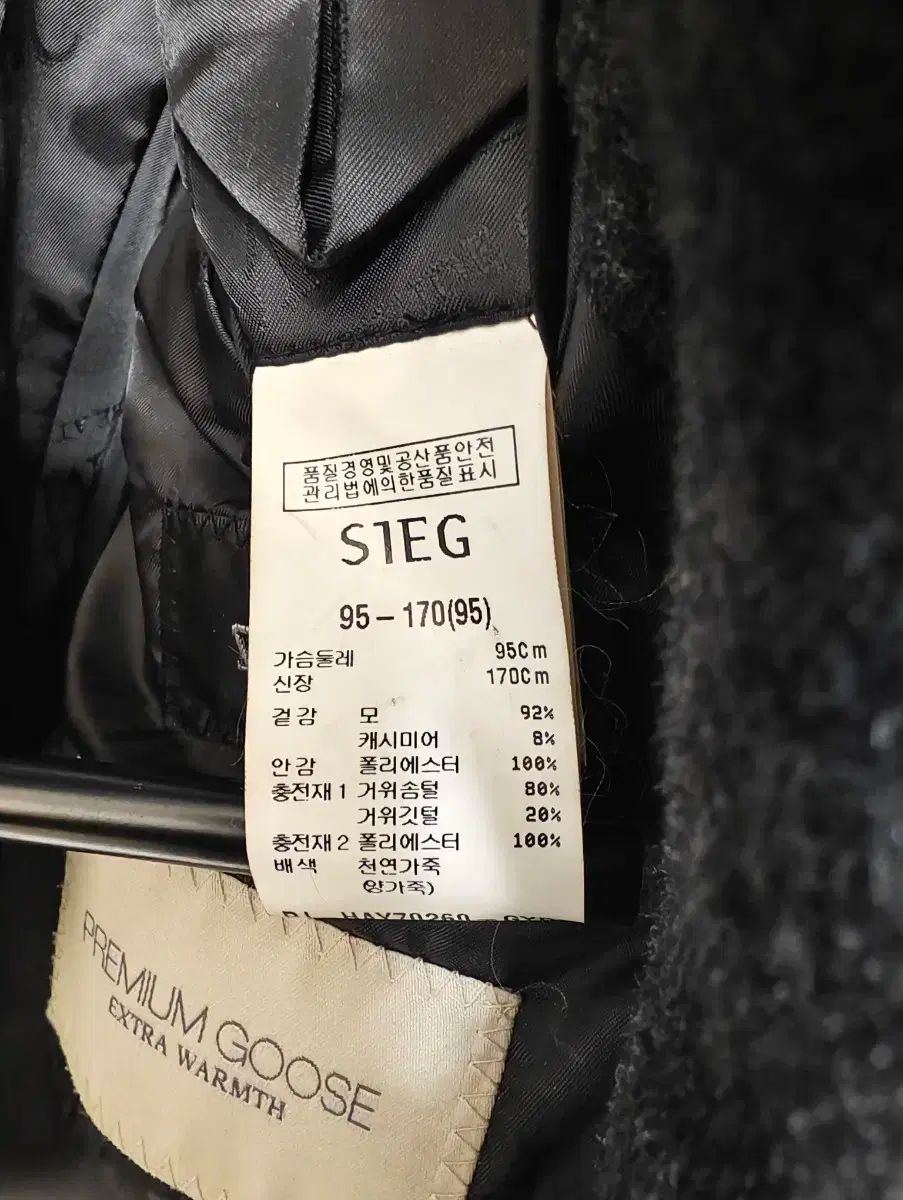 품질경영및공산품안전
관리법에의한품질표시
SIEG
95-170(95)
가슴둘레 95Cm
신장 170Cm
겉감 모 92%
캐시미어 8%
안감 폴리에스터 100%
충전재 1 거위솜털 80%
거위깃털 20%
충전재 2 폴리에스터 100%
배색 천연가죽
(양가죽)
PREMIUM GOOSE
EXTRA WARMTH